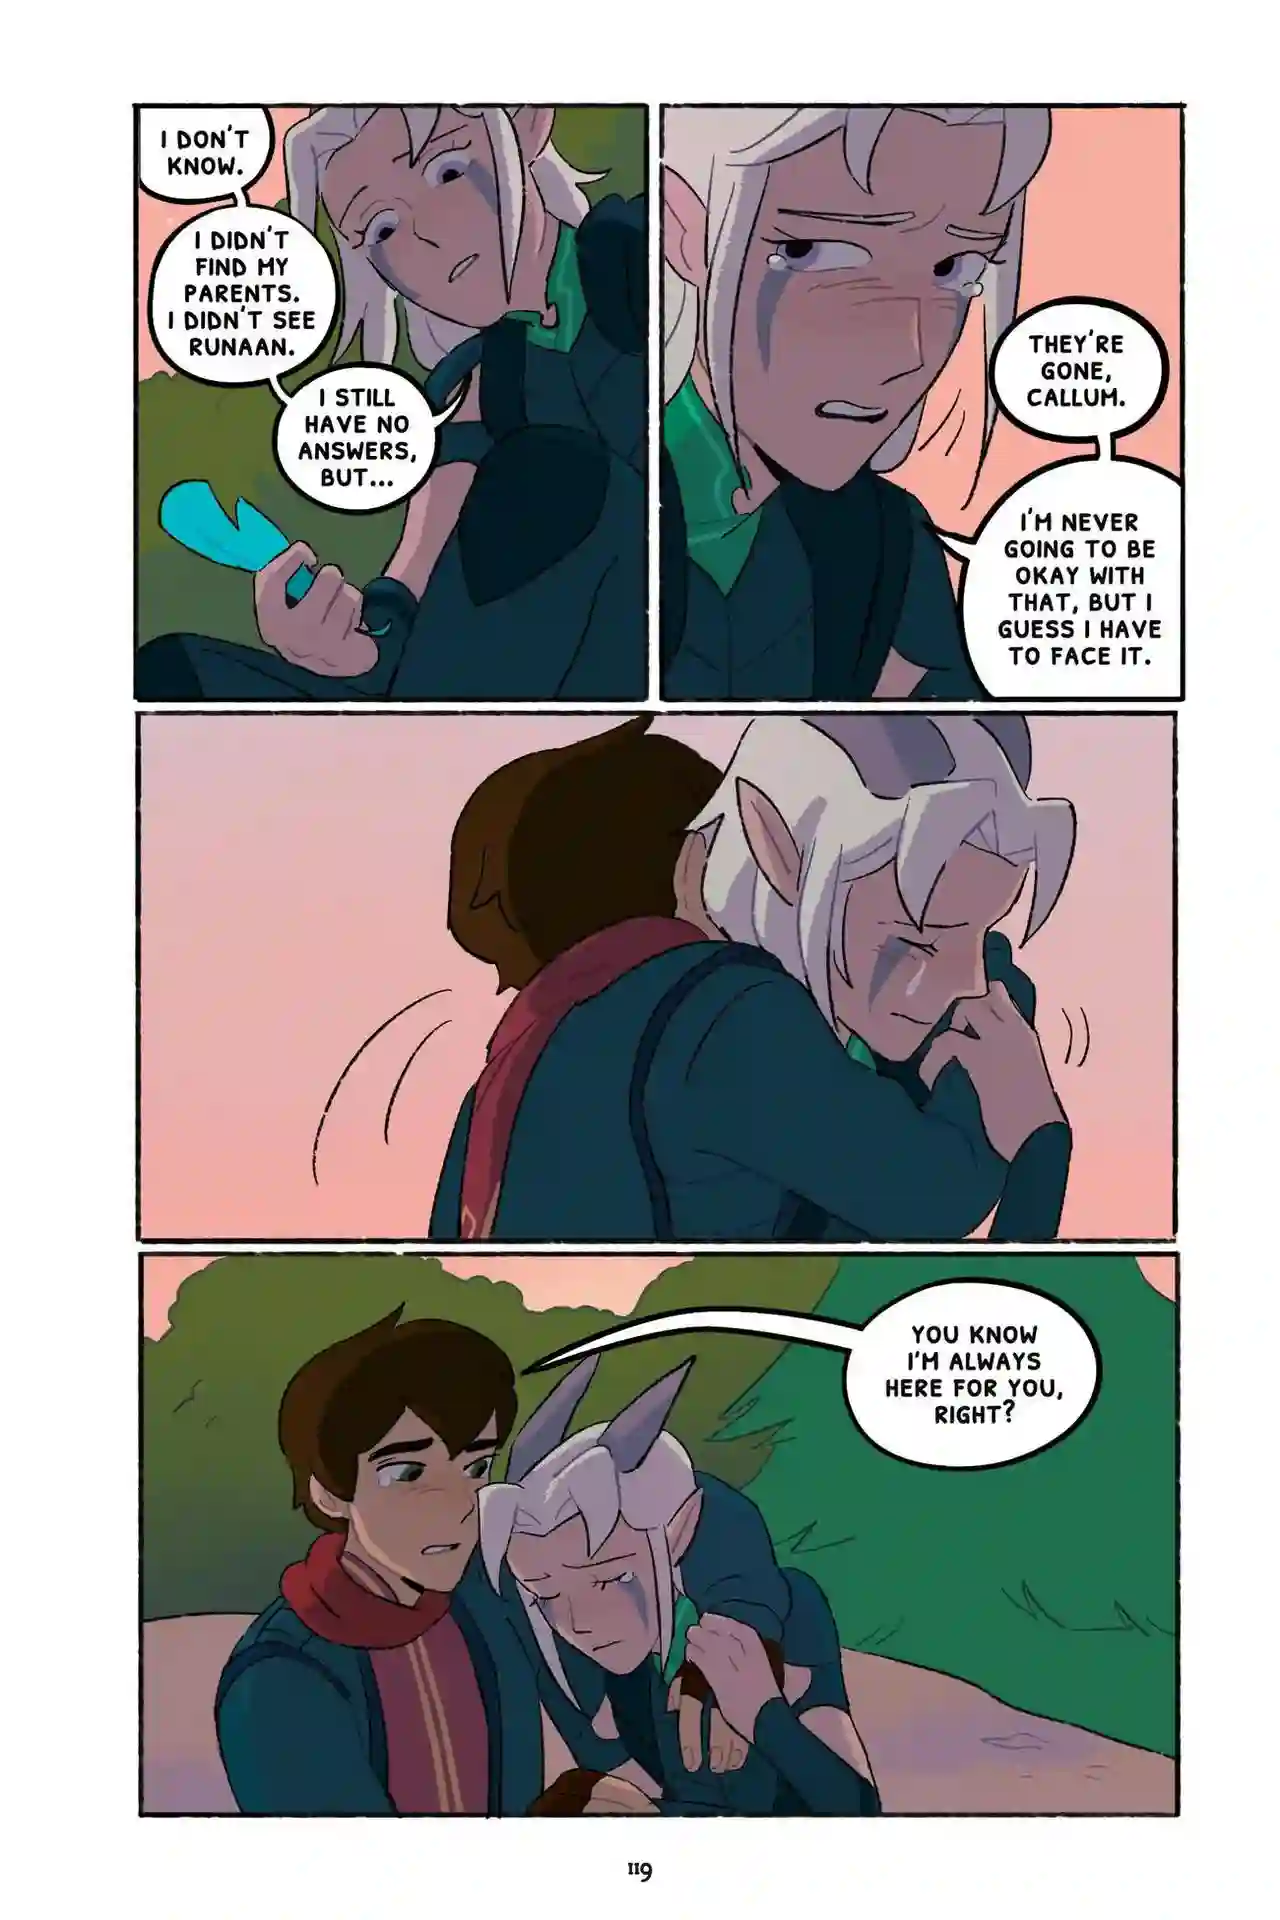 I DON'T
KNOW.
I DIDN'T
FIND MY
PARENTS.
I DIDN'T SEE
RUNAAN.
I STILL
HAVE NO
ANSWERS,
BUT...
THEY'RE
GONE,
CALLUM.
I'M NEVER
GOING TO BE
OKAY WITH
THAT, BUT I
GUESS I HAVE
TO FACE IT.
YOU KNOW
I'M ALWAYS
HERE FOR YOU,
RIGHT?
119